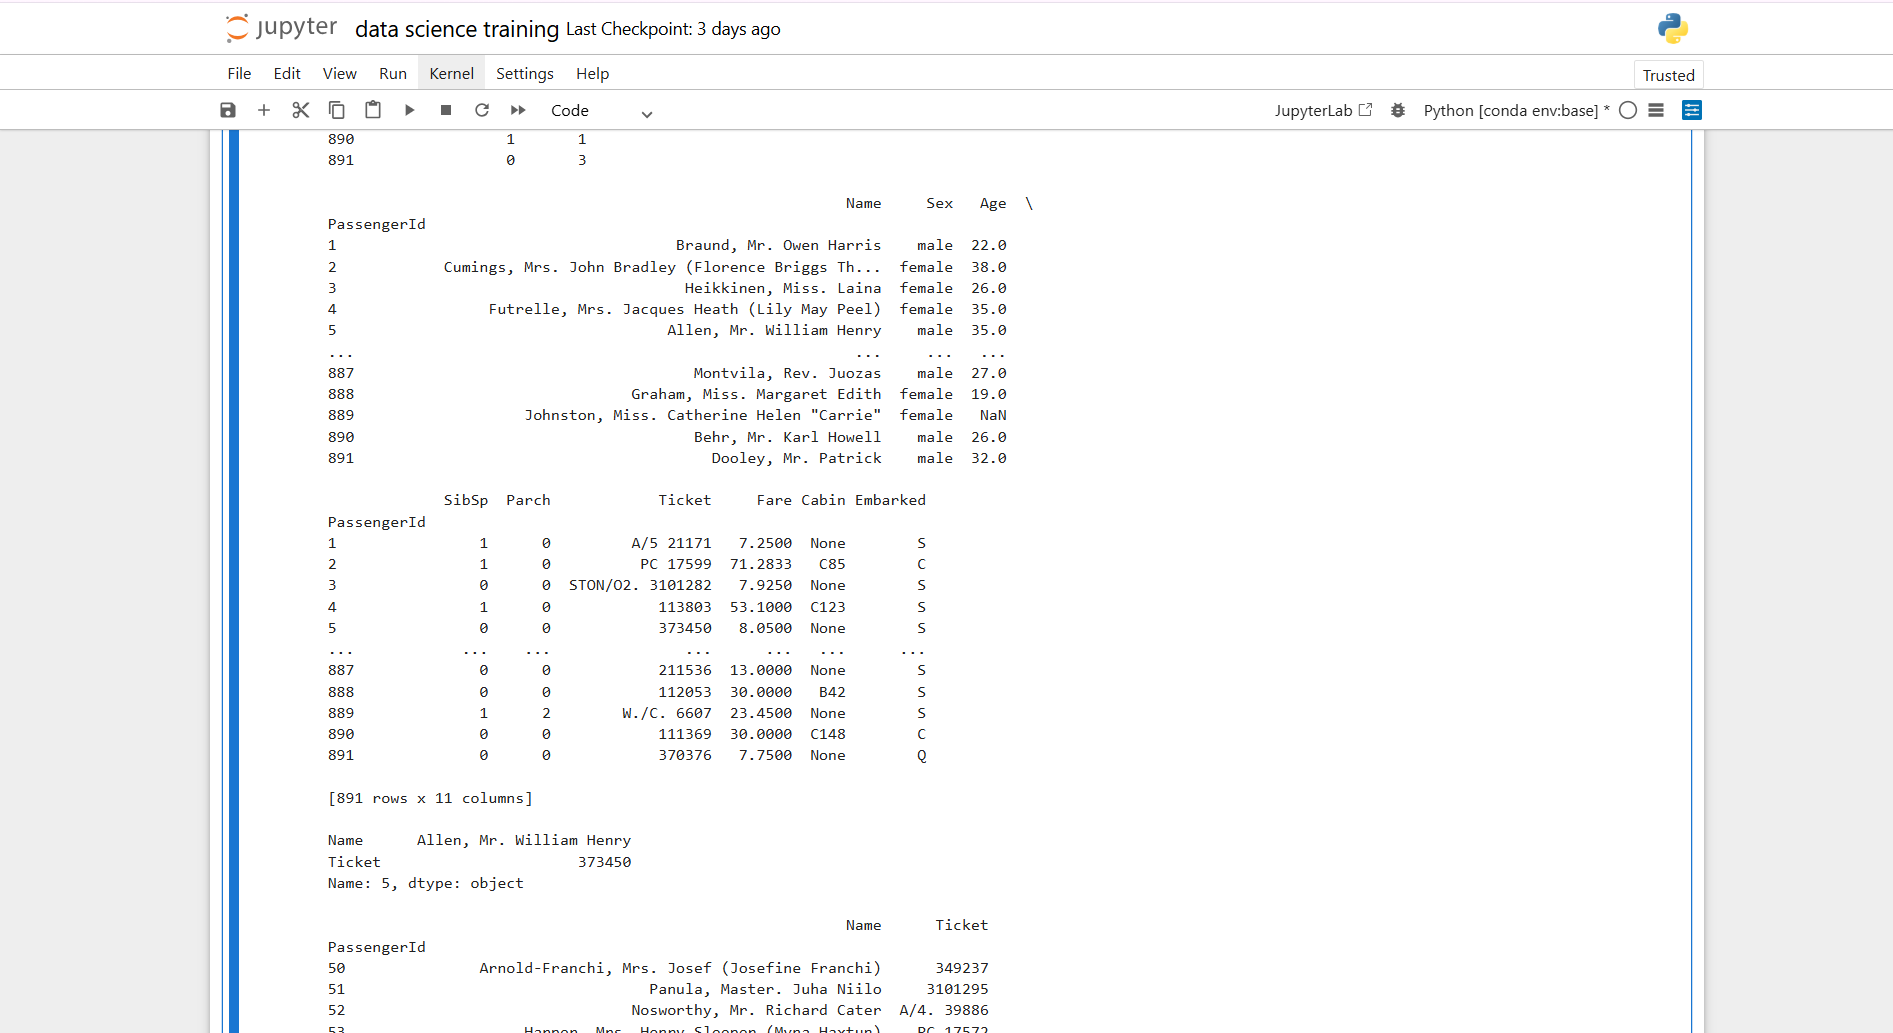 jupyter data science training Last Checkpoint: 3 days ago
File Edit View Run Kernel Settings Help
Trusted
Code JupyterLab Python [conda env:base] *
890 1 1
891 0 3
Name Sex Age \
PassengerId
1 Braund, Mr. Owen Harris male 22.0
2 Cumings, Mrs. John Bradley (Florence Briggs Th... female 38.0
3 Heikkinen, Miss. Laina female 26.0
4 Futrelle, Mrs. Jacques Heath (Lily May Peel) female 35.0
5 Allen, Mr. William Henry male 35.0
... ... ... ...
887 Montvila, Rev. Juozas male 27.0
888 Graham, Miss. Margaret Edith female 19.0
889 Johnston, Miss. Catherine Helen "Carrie" female NaN
890 Behr, Mr. Karl Howell male 26.0
891 Dooley, Mr. Patrick male 32.0
SibSp Parch Ticket Fare Cabin Embarked
PassengerId
1 1 0 A/5 21171 7.2500 None S
2 1 0 PC 17599 71.2833 C85 C
3 0 0 STON/O2. 3101282 7.9250 None S
4 1 0 113803 53.1000 C123 S
5 0 0 373450 8.0500 None S
... ... ... ... ... ... ...
887 0 0 211536 13.0000 None S
888 0 0 112053 30.0000 B42 S
889 1 2 W./C. 6607 23.4500 None S
890 0 0 111369 30.0000 C148 C
891 0 0 370376 7.7500 None Q
[891 rows x 11 columns]
Name Allen, Mr. William Henry
Ticket 373450
Name: 5, dtype: object
Name Ticket
PassengerId
50 Arnold-Franchi, Mrs. Josef (Josefine Franchi) 349237
51 Panula, Master. Juha Niilo 3101295
52 Nosworthy, Mr. Richard Cater A/4. 39886
53 Harper, Mrs. Henry Sleeper (Myna Haxtun) PC 17572